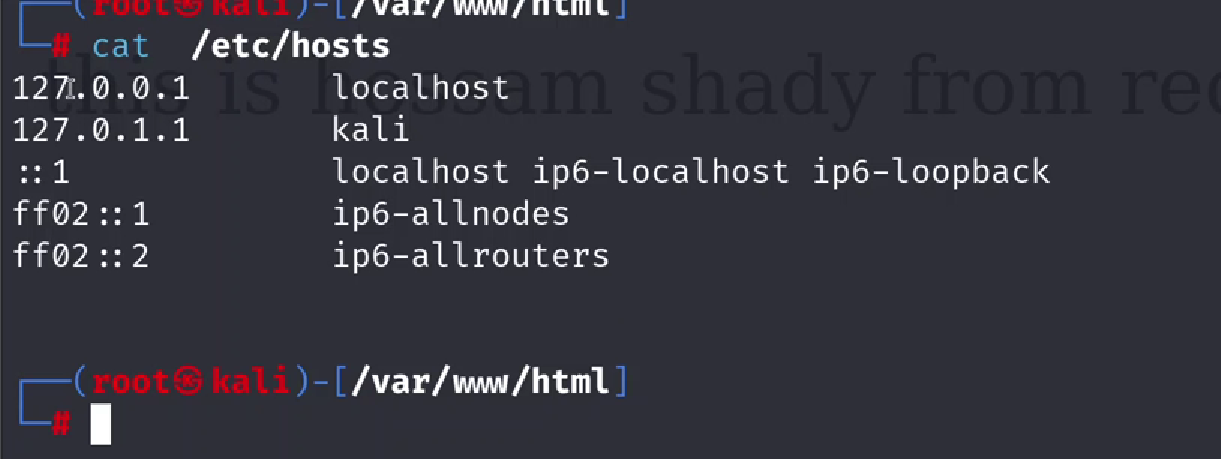 ┌──(root㉿kali)-[/var/www/html]
└─# cat  /etc/hosts
this is hossam shady from red
127.0.0.1       localhost
127.0.1.1       kali
::1             localhost ip6-localhost ip6-loopback
ff02::1         ip6-allnodes
ff02::2         ip6-allrouters
┌──(root㉿kali)-[/var/www/html]
└─#